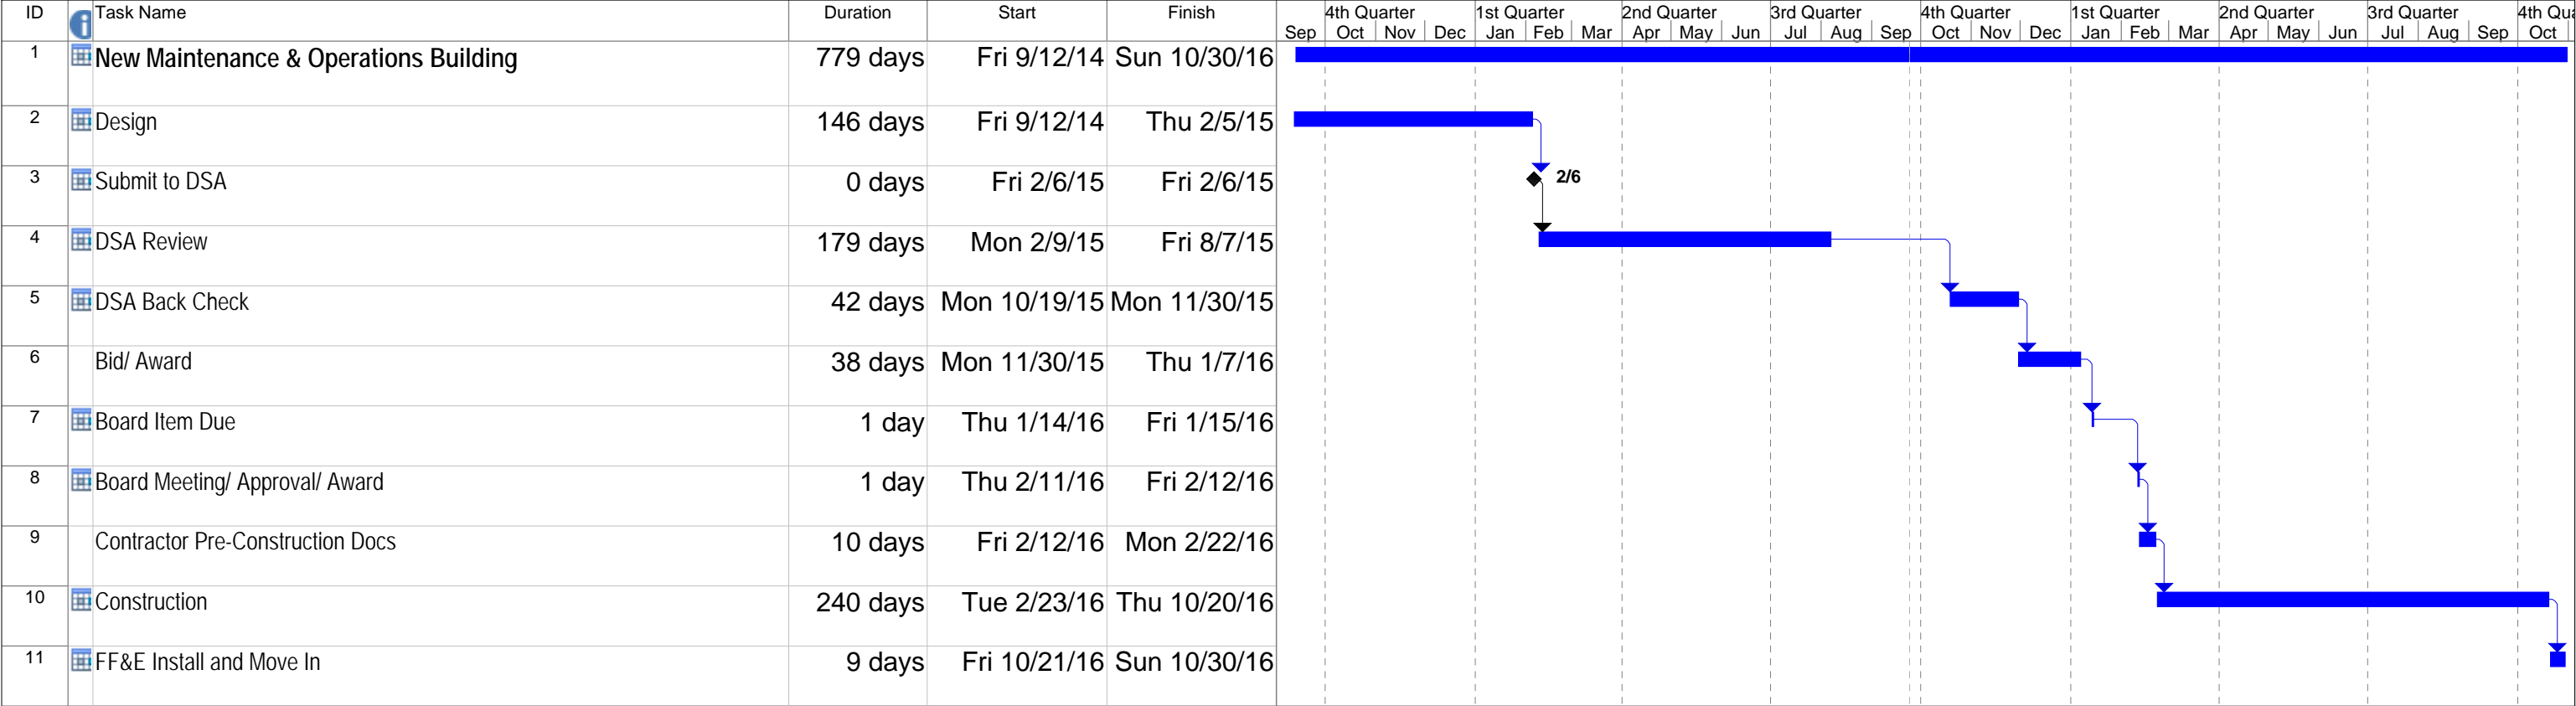 ID Task Name Duration Start Finish 4th Quarter 1st Quarter 2nd Quarter 3rd Quarter 4th Quarter 1st Quarter 2nd Quarter 3rd Quarter 4th Qua
Sep Oct Nov Dec Jan Feb Mar Apr May Jun Jul Aug Sep Oct Nov Dec Jan Feb Mar Apr May Jun Jul Aug Sep Oct
1 New Maintenance & Operations Building 779 days Fri 9/12/14 Sun 10/30/16
2 Design 146 days Fri 9/12/14 Thu 2/5/15
3 Submit to DSA 0 days Fri 2/6/15 Fri 2/6/15 2/6
4 DSA Review 179 days Mon 2/9/15 Fri 8/7/15
5 DSA Back Check 42 days Mon 10/19/15 Mon 11/30/15
6 Bid/ Award 38 days Mon 11/30/15 Thu 1/7/16
7 Board Item Due 1 day Thu 1/14/16 Fri 1/15/16
8 Board Meeting/ Approval/ Award 1 day Thu 2/11/16 Fri 2/12/16
9 Contractor Pre-Construction Docs 10 days Fri 2/12/16 Mon 2/22/16
10 Construction 240 days Tue 2/23/16 Thu 10/20/16
11 FF&E Install and Move In 9 days Fri 10/21/16 Sun 10/30/16